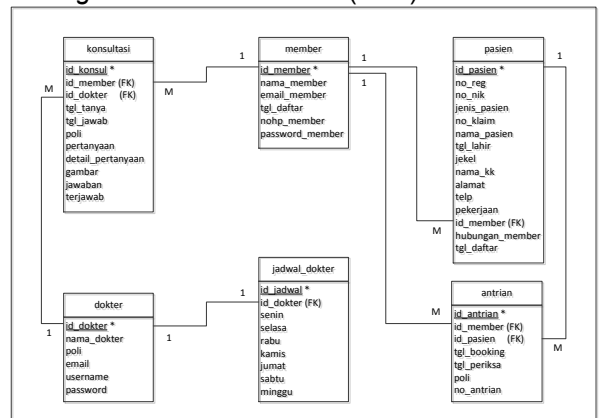 konsultasi
id_konsul *
id_member (FK)
id_dokter (FK)
tgl_tanya
tgl_jawab
poli
pertanyaan
detail_pertanyaan
gambar
jawaban
terjawab
M
M
1
member
id_member *
nama_member
email_member
tgl_daftar
nohp_member
password_member
1
1
pasien
id_pasien *
no_reg
no_nik
jenis_pasien
no_klaim
nama_pasien
tgl_lahir
jekel
nama_kk
alamat
telp
pekerjaan
id_member (FK)
hubungan_member
tgl_daftar
1
M
dokter
id_dokter *
nama_dokter
poli
email
username
password
1
1
jadwal_dokter
id_jadwal *
id_dokter (FK)
senin
selasa
rabu
kamis
jumat
sabtu
minggu
1
antrian
id_antrian *
id_member (FK)
id_pasien (FK)
tgl_booking
tgl_periksa
poli
no_antrian
M
M